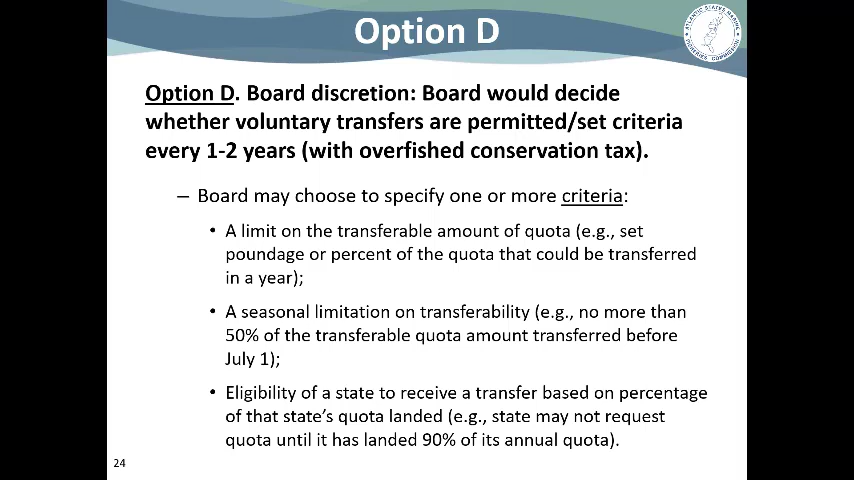 Option D
ATLANTIC STATES MARINE FISHERIES COMMISSION
Option D. Board discretion: Board would decide
whether voluntary transfers are permitted/set criteria
every 1-2 years (with overfished conservation tax).
– Board may choose to specify one or more criteria:
• A limit on the transferable amount of quota (e.g., set
poundage or percent of the quota that could be transferred
in a year);
• A seasonal limitation on transferability (e.g., no more than
50% of the transferable quota amount transferred before
July 1);
• Eligibility of a state to receive a transfer based on percentage
of that state's quota landed (e.g., state may not request
quota until it has landed 90% of its annual quota).
24